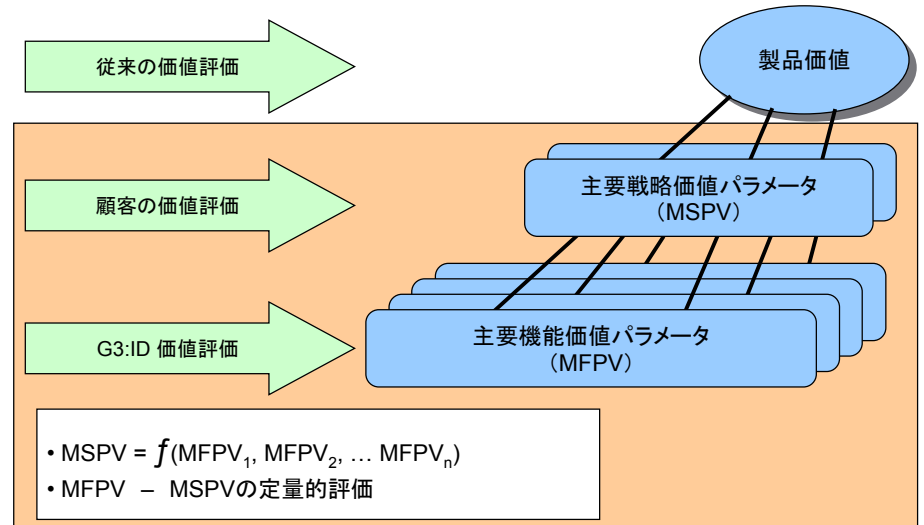 従来の価値評価
製品価値
顧客の価値評価
主要戦略価値パラメータ
（MSPV）
G3:ID 価値評価
主要機能価値パラメータ
（MFPV）
• MSPV = ƒ(MFPV1, MFPV2, … MFPVn)
• MFPV – MSPVの定量的評価